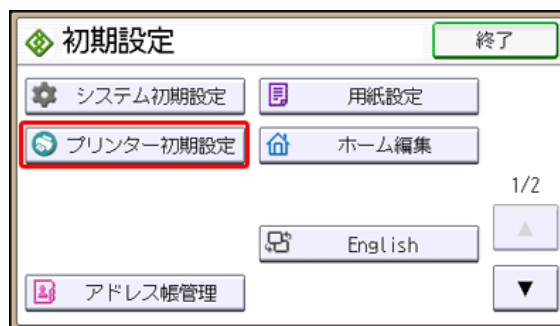 初期設定
終了
システム初期設定
用紙設定
プリンター初期設定
ホーム編集
1/2
English
アドレス帳管理